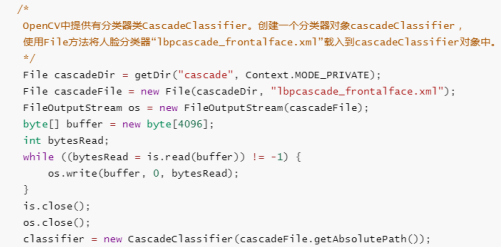 /*
OpenCV中提供有分类器类CascadeClassifier。创建一个分类器对象cascadeClassifier，
使用File方法将人脸分类器“lbpcascade_frontalface.xml”载入到cascadeClassifier对象中。
*/
File cascadeDir = getDir("cascade", Context.MODE_PRIVATE);
File cascadeFile = new File(cascadeDir, "lbpcascade_frontalface.xml");
FileOutputStream os = new FileOutputStream(cascadeFile);
byte[] buffer = new byte[4096];
int bytesRead;
while ((bytesRead = is.read(buffer)) != -1) {
os.write(buffer, 0, bytesRead);
}
is.close();
os.close();
classifier = new CascadeClassifier(cascadeFile.getAbsolutePath());